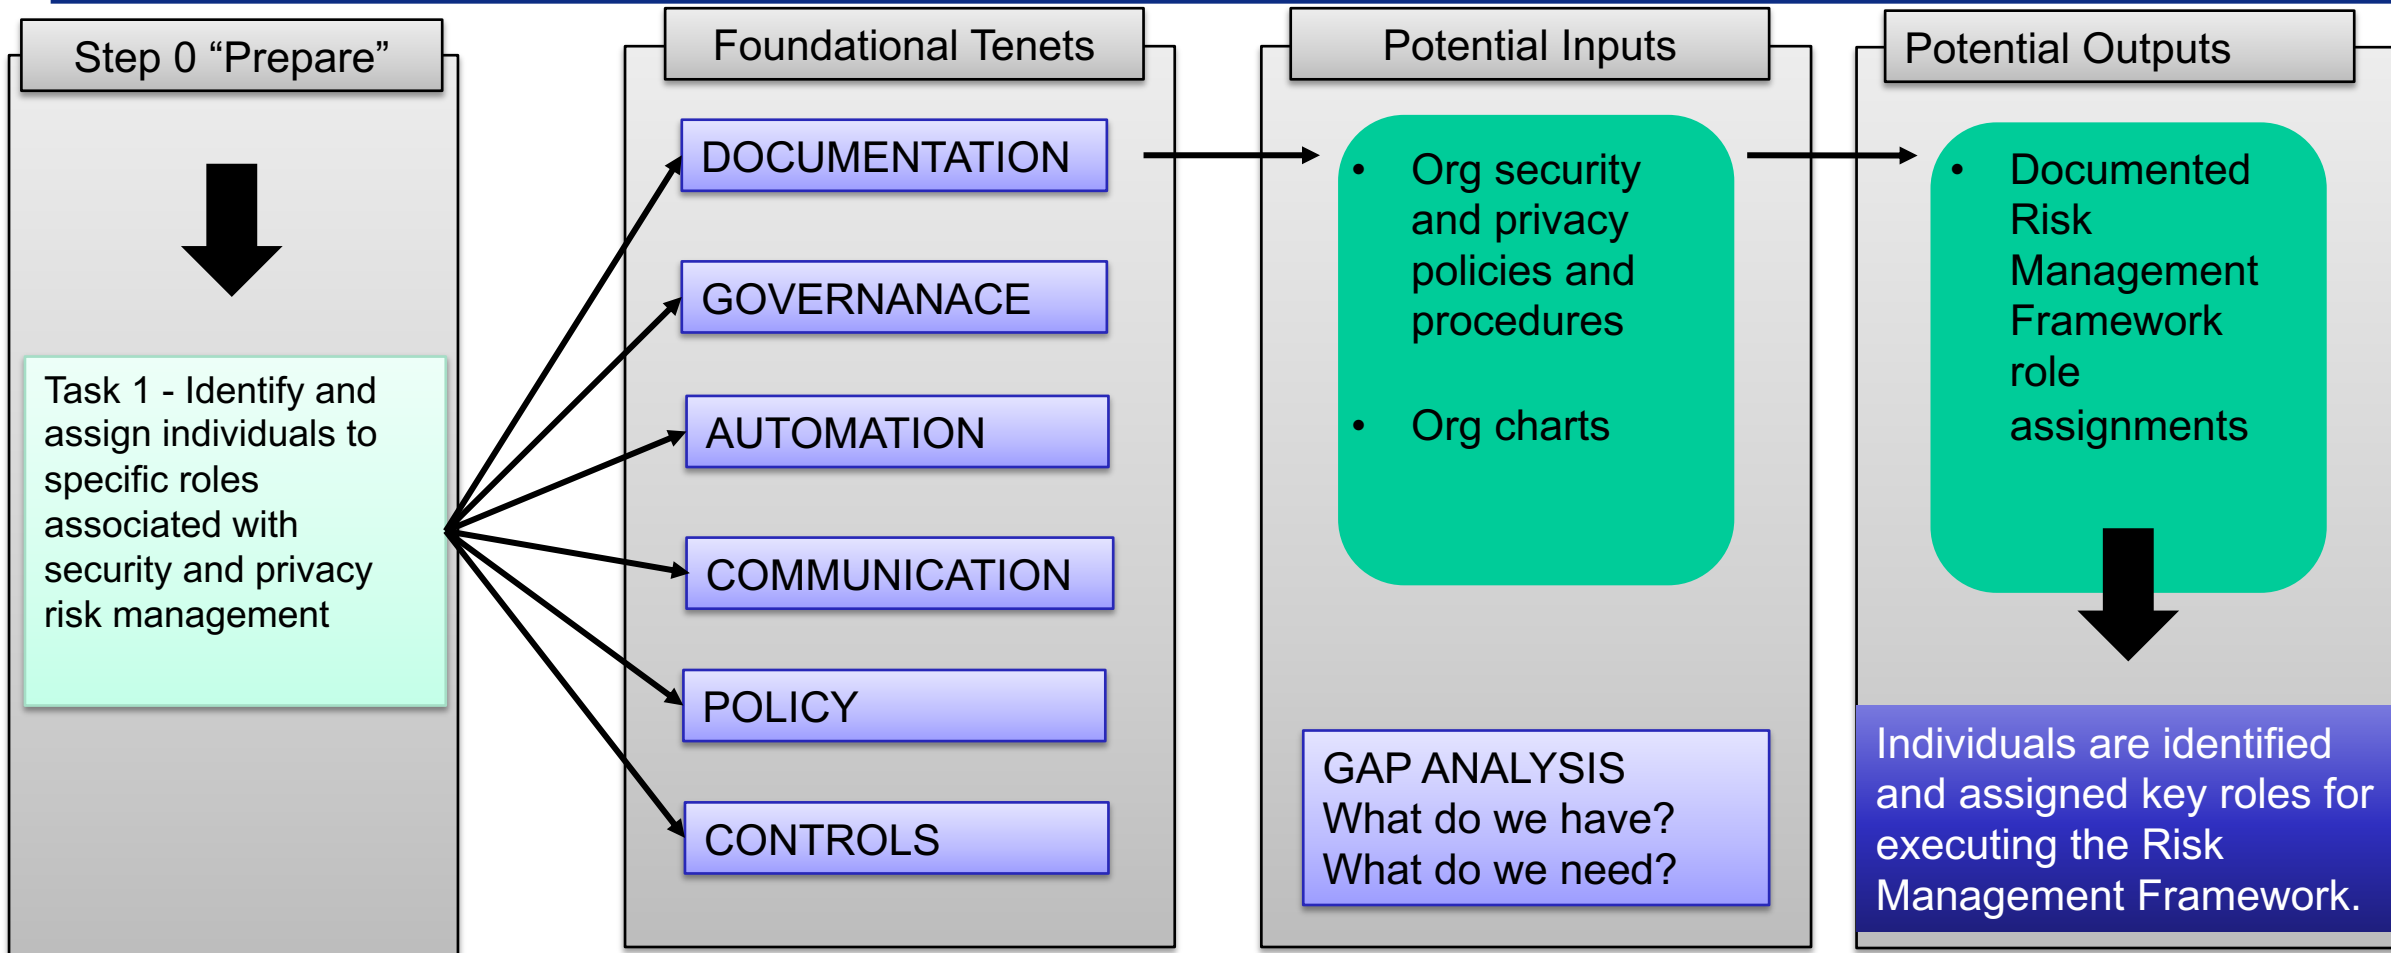 Step 0 “Prepare”
Task 1 - Identify and
assign individuals to
specific roles
associated with
security and privacy
risk management
Foundational Tenets
DOCUMENTATION
GOVERNANACE
AUTOMATION
COMMUNICATION
POLICY
CONTROLS
Potential Inputs
• Org security
and privacy
policies and
procedures
• Org charts
GAP ANALYSIS
What do we have?
What do we need?
Potential Outputs
• Documented
Risk
Management
Framework
role
assignments
Individuals are identified
and assigned key roles for
executing the Risk
Management Framework.